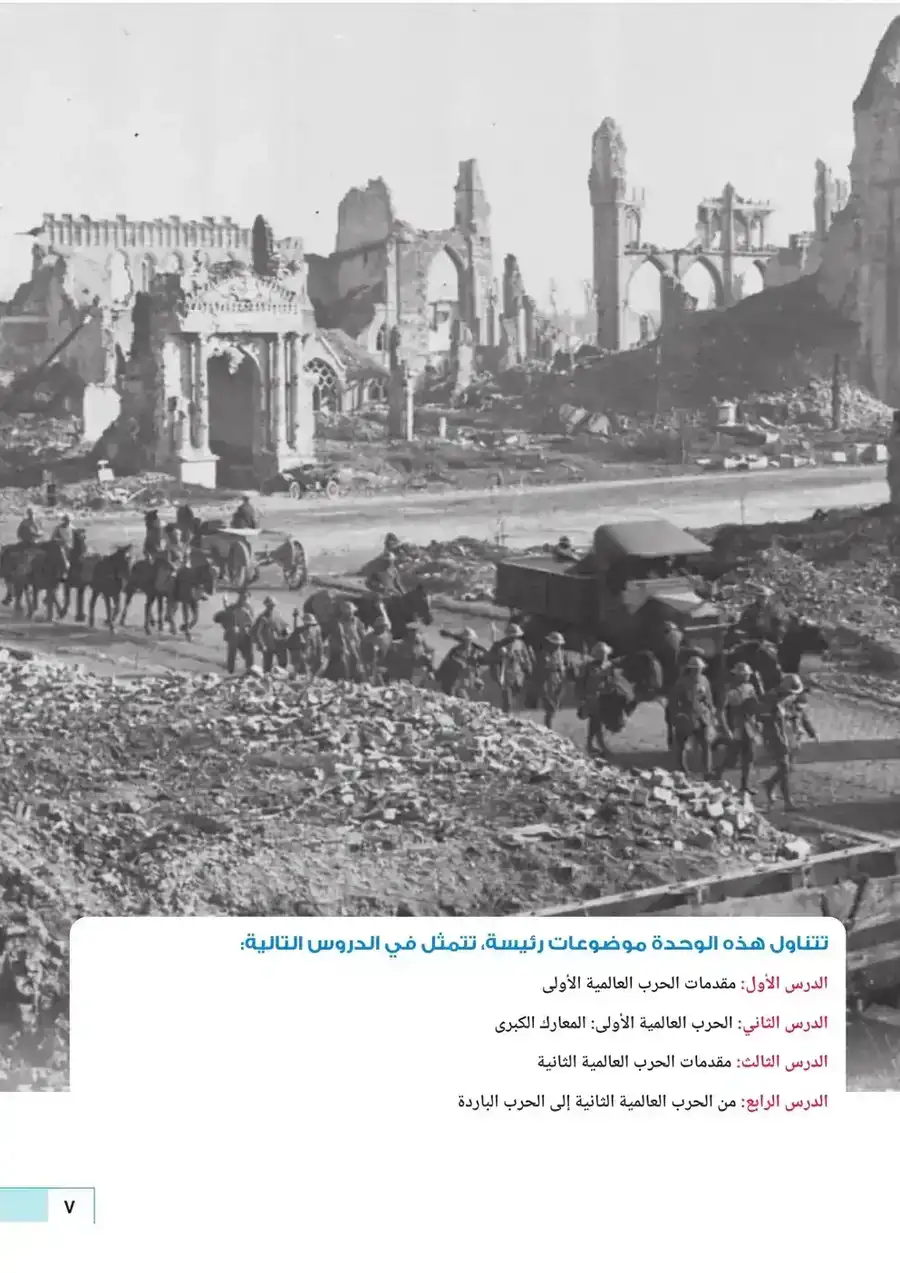 تتناول هذه الوحدة موضوعات رئيسة، تتمثل في الدروس التالية:
الدرس الأول: مقدمات الحرب العالمية الأولى
الدرس الثاني: الحرب العالمية الأولى: المعارك الكبرى
الدرس الثالث: مقدمات الحرب العالمية الثانية
الدرس الرابع: من الحرب العالمية الثانية إلى الحرب الباردة
٧